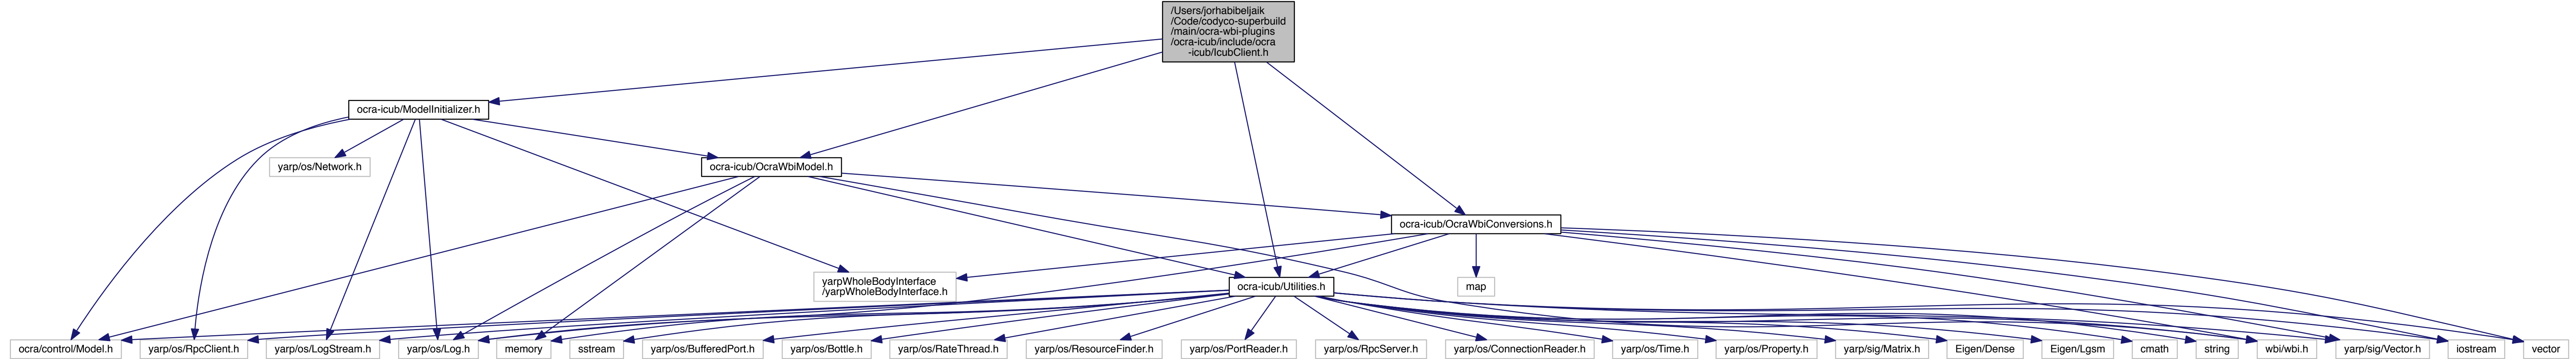 /Users/jorhabibeljaik
/Code/codyco-superbuild
/main/ocra-wbi-plugins
/ocra-icub/include/ocra
-icub/IcubClient.h
ocra-icub/ModelInitializer.h
yarp/os/Network.h
ocra-icub/OcraWbiModel.h
ocra-icub/OcraWbiConversions.h
yarpWholeBodyInterface
/yarpWholeBodyInterface.h
ocra-icub/Utilities.h
map
ocra/control/Model.h
yarp/os/RpcClient.h
yarp/os/LogStream.h
yarp/os/Log.h
memory
sstream
yarp/os/BufferedPort.h
yarp/os/Bottle.h
yarp/os/RateThread.h
yarp/os/ResourceFinder.h
yarp/os/PortReader.h
yarp/os/RpcServer.h
yarp/os/ConnectionReader.h
yarp/os/Time.h
yarp/os/Property.h
yarp/sig/Matrix.h
Eigen/Dense
Eigen/Lgsm
cmath
string
wbi/wbi.h
yarp/sig/Vector.h
iostream
vector